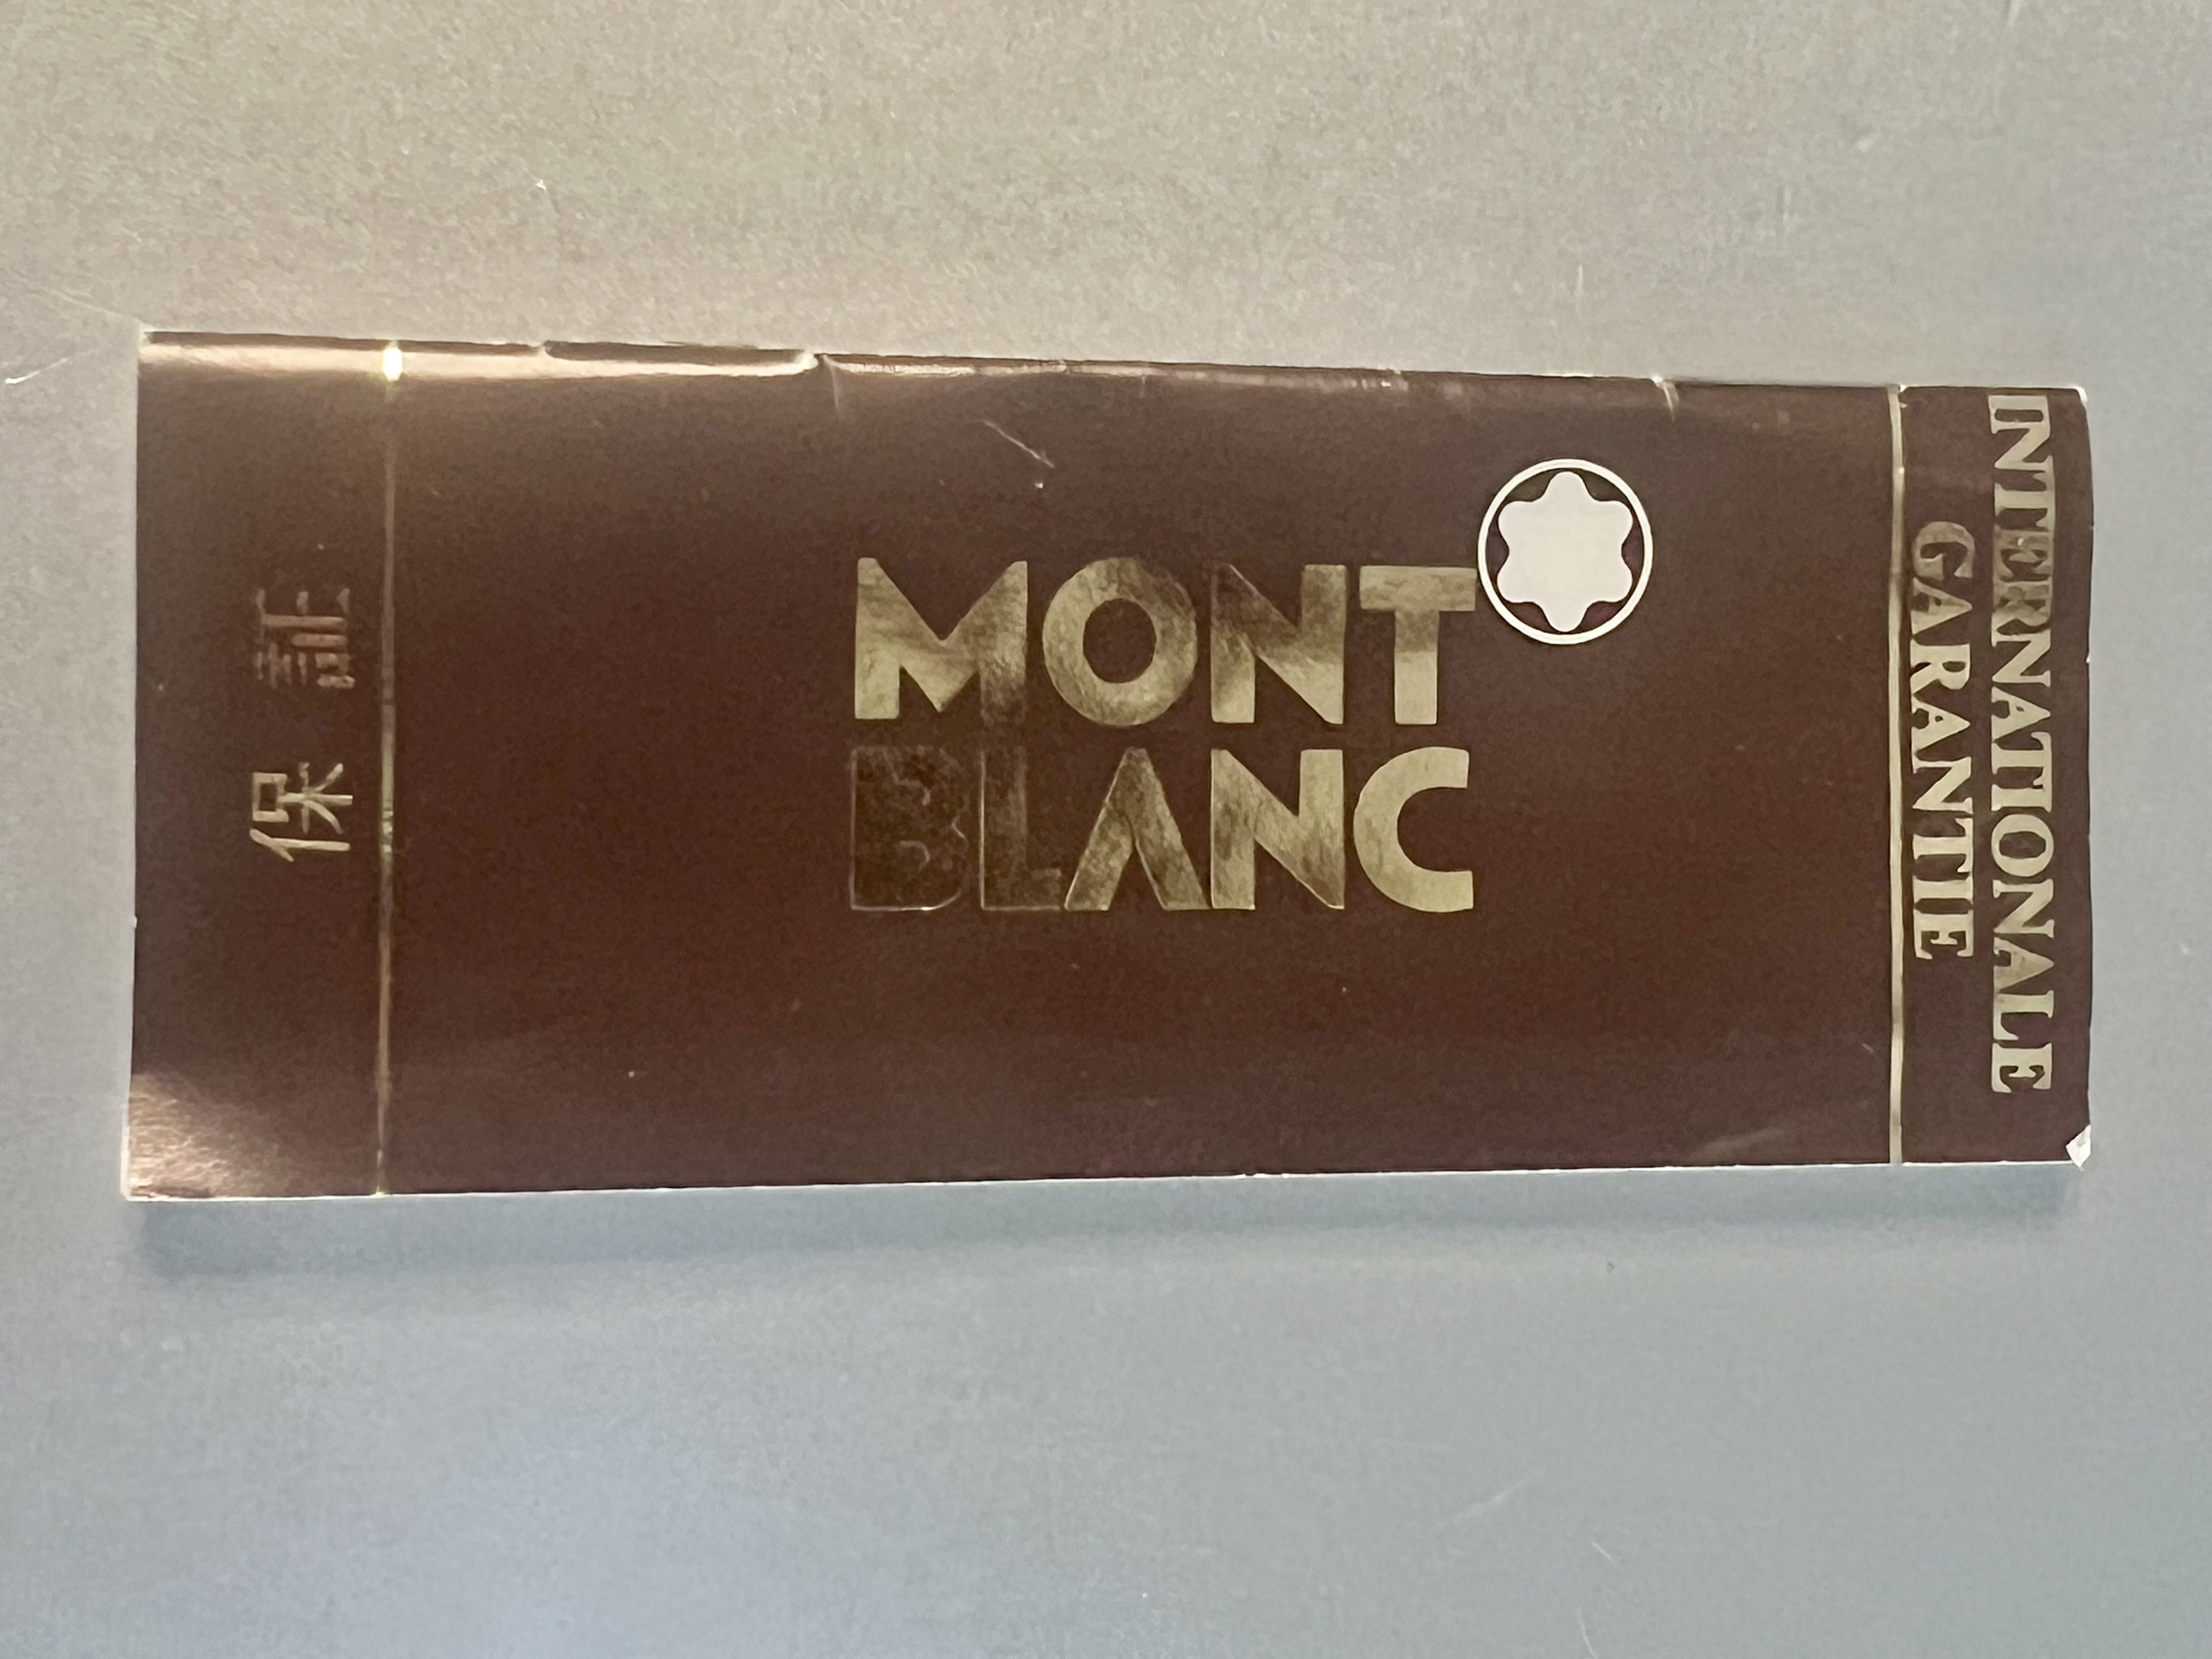 MONT
BLANC
INTERNATIONALE
GARANTIE
保証